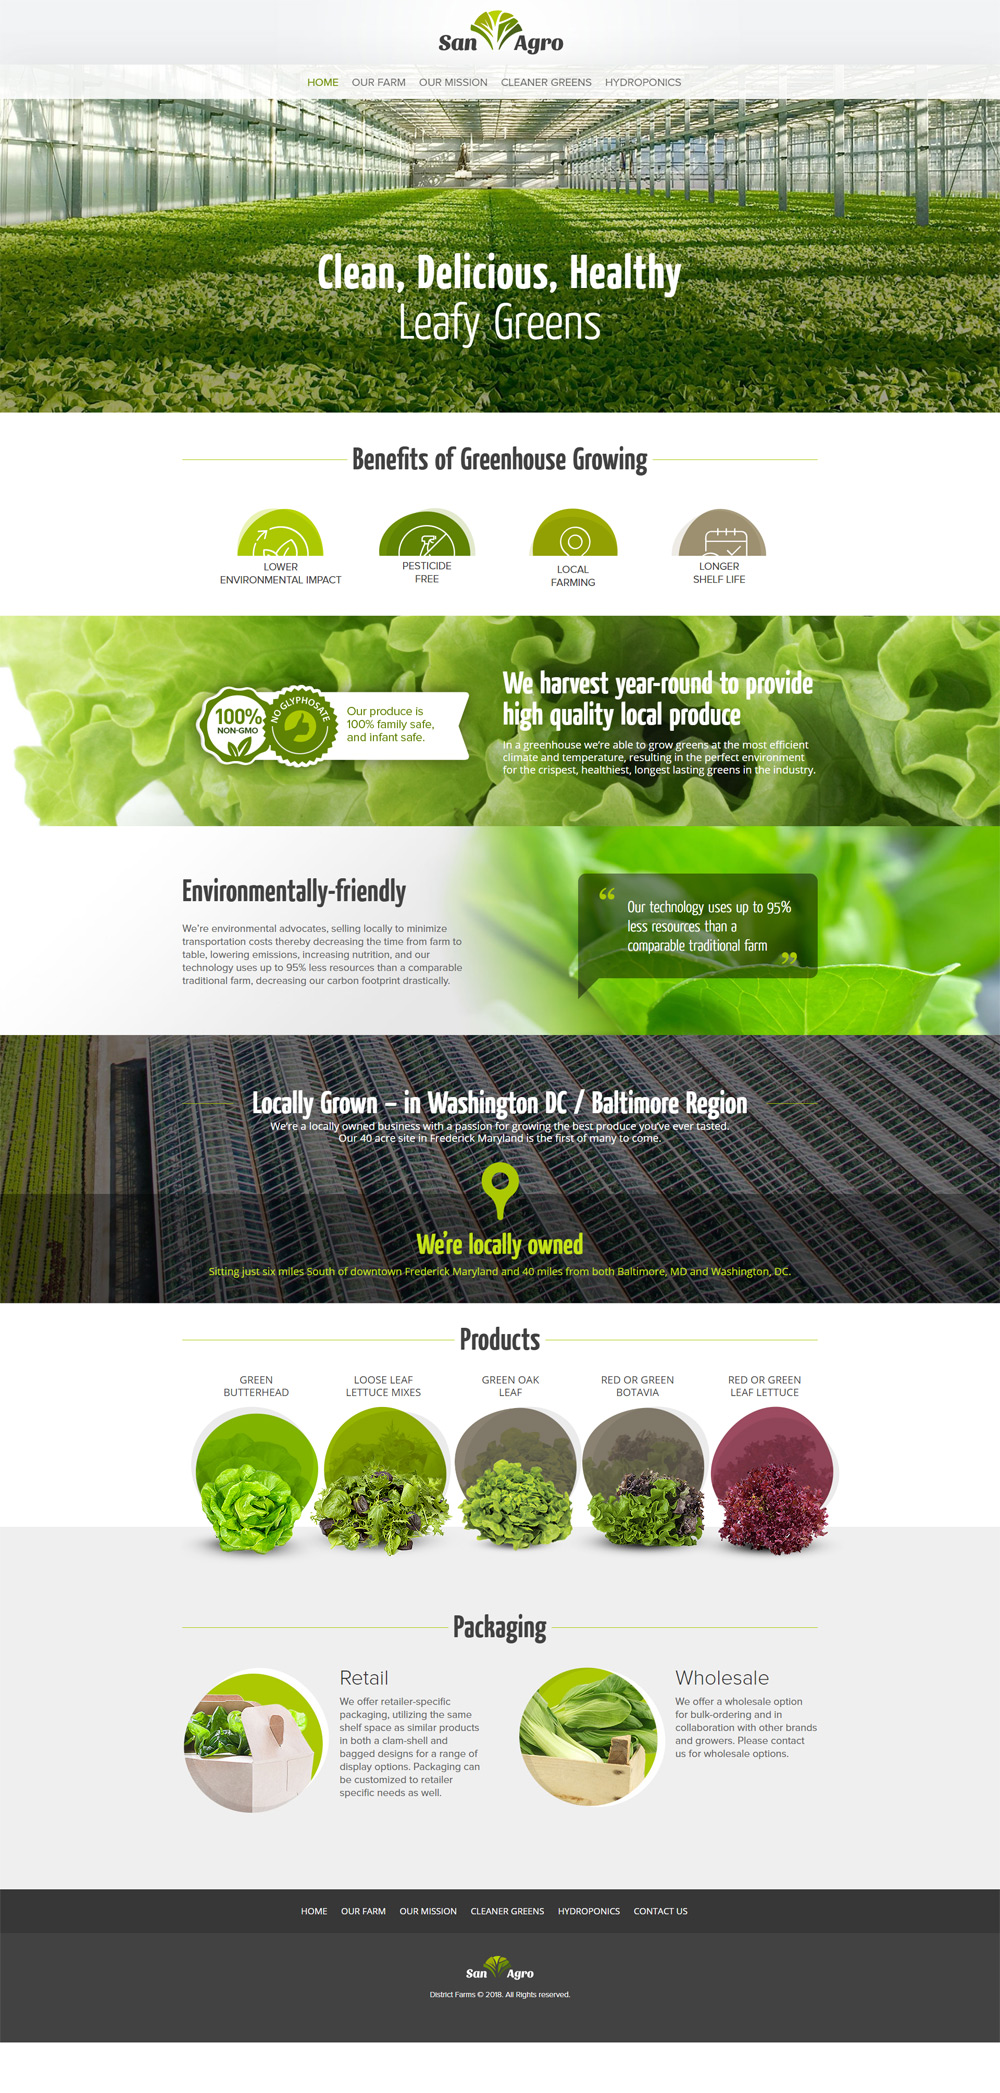 San Agro
HOME OUR FARM OUR MISSION CLEANER GREENS HYDROPONICS
Clean, Delicious, Healthy
Leafy Greens
Benefits of Greenhouse Growing
LOWER
ENVIRONMENTAL IMPACT
PESTICIDE
FREE
LOCAL
FARMING
LONGER
SHELF LIFE
100%
NON-GMO
NO GLYPHOSATE
Our produce is
100% family safe,
and infant safe.
We harvest year-round to provide
high quality local produce
In a greenhouse we're able to grow greens at the most efficient
climate and temperature, resulting in the perfect environment
for the crispest, healthiest, longest lasting greens in the industry.
Environmentally-friendly
We're environmental advocates, selling locally to minimize
transportation costs thereby decreasing the time from farm to
table, lowering emissions, increasing nutrition, and our
technology uses up to 95% less resources than a comparable
traditional farm, decreasing our carbon footprint drastically.
“ Our technology uses up to 95%
less resources than a
comparable traditional farm ”
Locally Grown – in Washington DC / Baltimore Region
We're a locally owned business with a passion for growing the best produce you've ever tasted.
Our 40 acre site in Frederick Maryland is the first of many to come.
We're locally owned
Sitting just six miles South of downtown Frederick Maryland and 40 miles from both Baltimore, MD and Washington, DC.
Products
GREEN
BUTTERHEAD
LOOSE LEAF
LETTUCE MIXES
GREEN OAK
LEAF
RED OR GREEN
BOTAVIA
RED OR GREEN
LEAF LETTUCE
Packaging
Retail
We offer retailer-specific
packaging, utilizing the same
shelf space as similar products
in both a clam-shell and
bagged designs for a range of
display options. Packaging can
be customized to retailer
specific needs as well.
Wholesale
We offer a wholesale option
for bulk-ordering and in
collaboration with other brands
and growers. Please contact
us for wholesale options.
HOME OUR FARM OUR MISSION CLEANER GREENS HYDROPONICS CONTACT US
San Agro
District Farms © 2018. All Rights reserved.